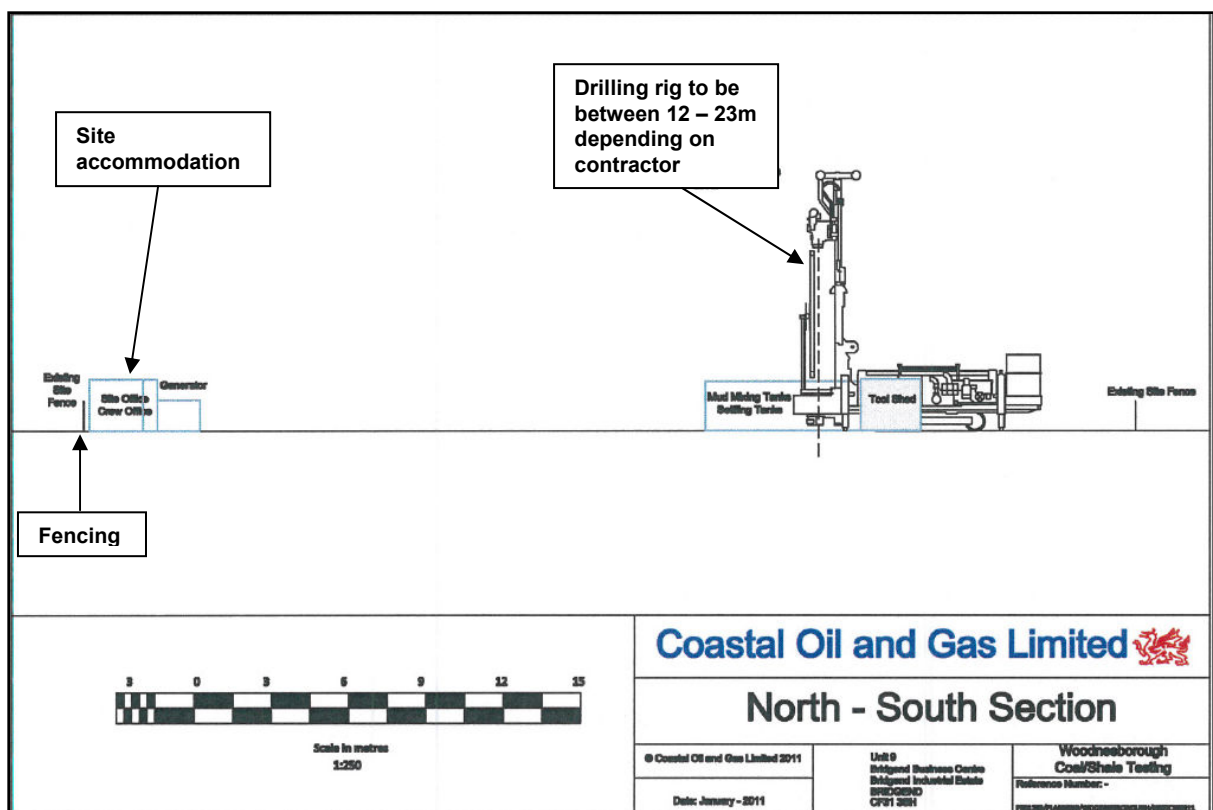 Site
accommodation
Drilling rig to be
between 12 – 23m
depending on
contractor
Existing
Site
Fence
Site Office
Crew Office
Generator
Mud Mixing Tanks
Settling Tanks
Tool Shed
Existing Site Fence
Fencing
3 0 3 6 9 12 15
Scale in metres
1:250
Coastal Oil and Gas Limited
North - South Section
© Coastal Oil and Gas Limited 2011
Date: January - 2011
Unit 9
Bridgend Business Centre
Bridgend Industrial Estate
BRIDGEND
CF31 3SH
Woodnesborough
Coal/Shale Testing
Reference Number: -